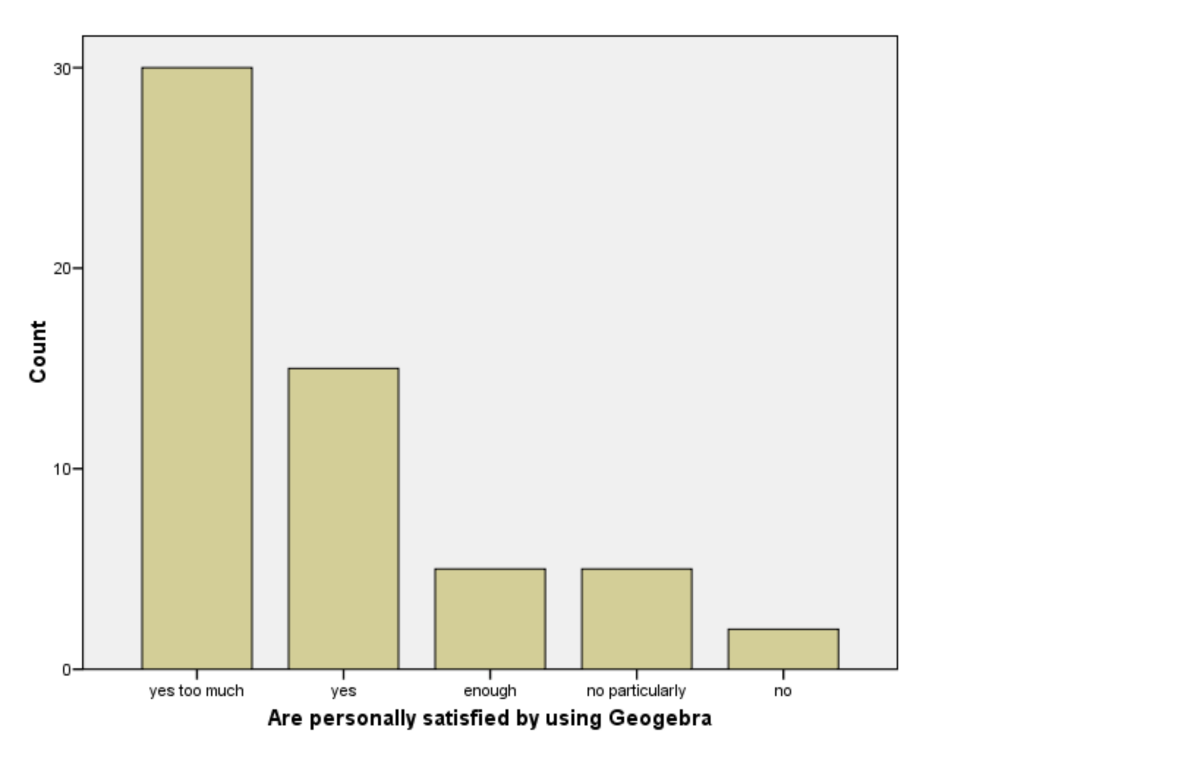 30
20
10
0
Count
yes too much
yes
enough
no particularly
no
Are personally satisfied by using Geogebra